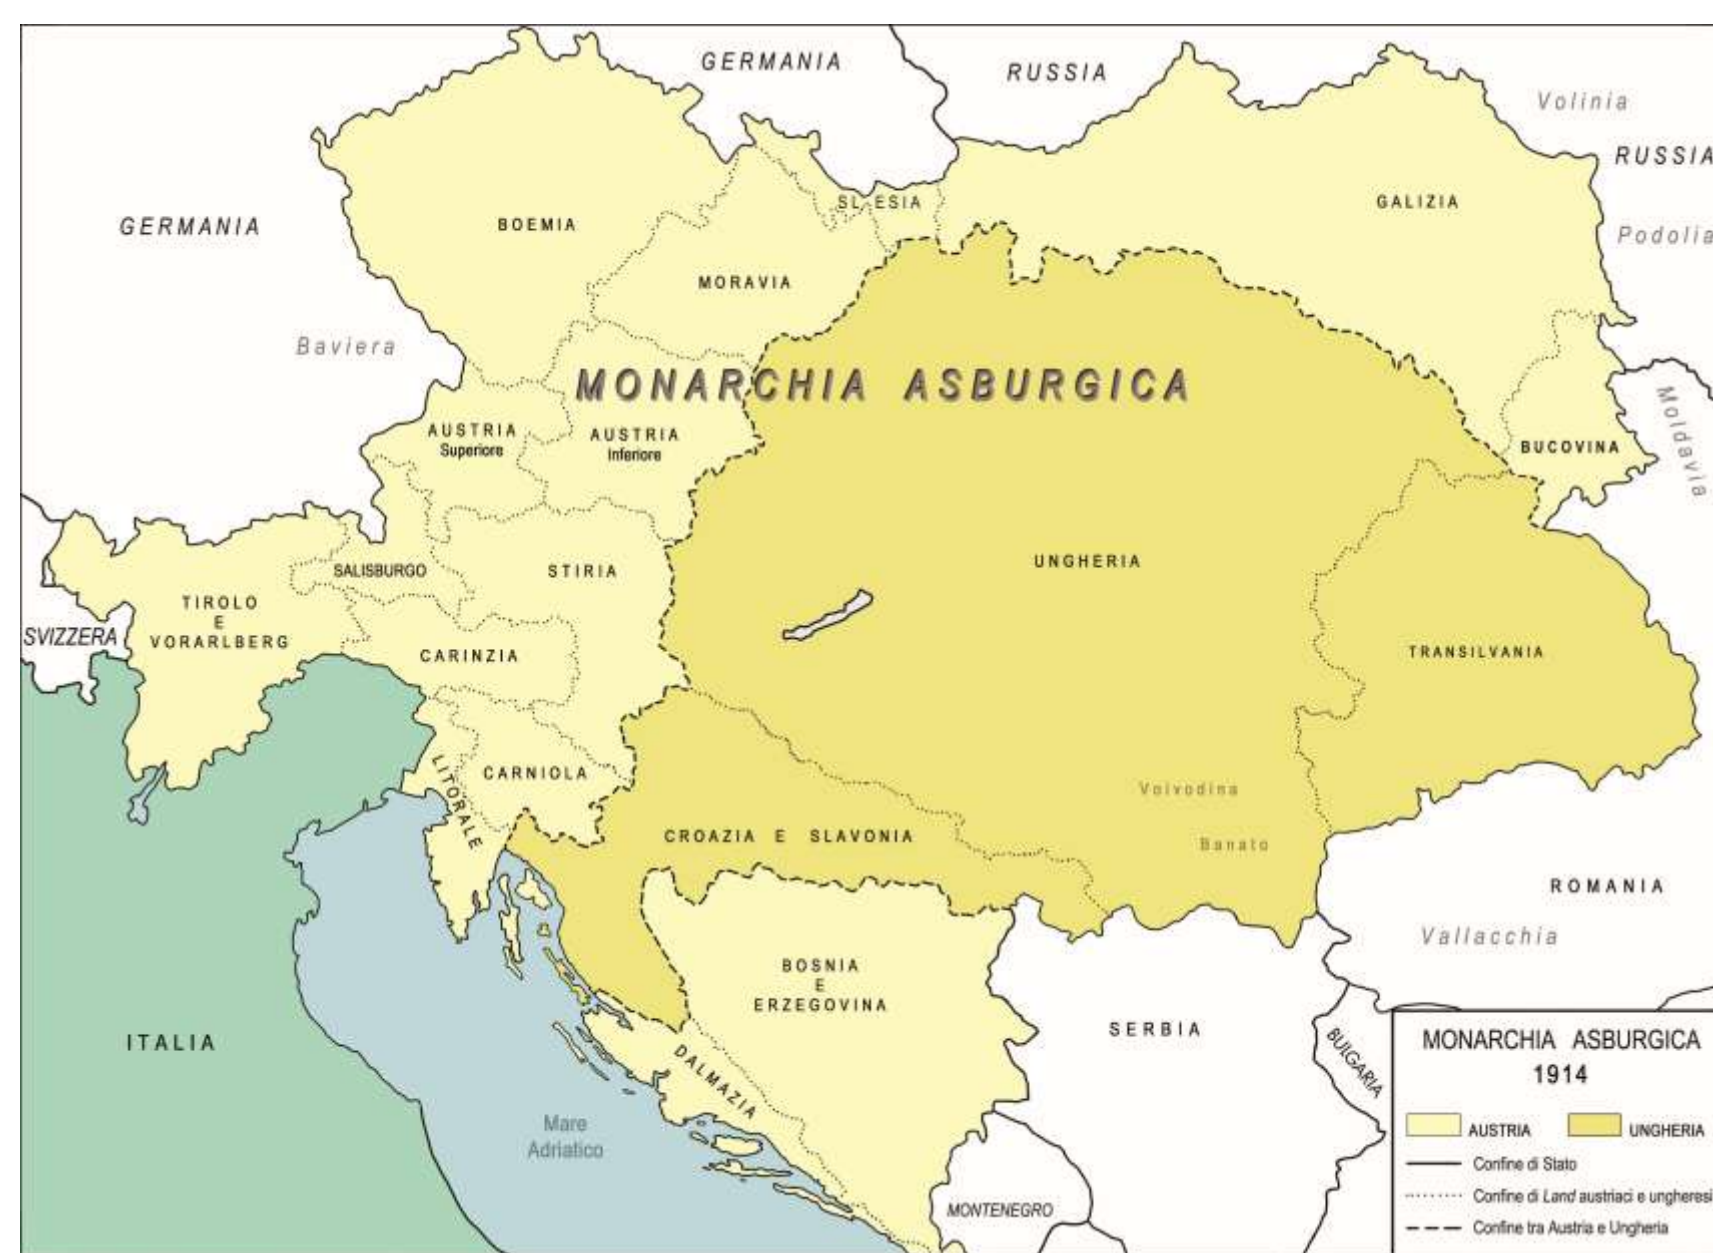 GERMANIA
RUSSIA
Volinia
RUSSIA
GALIZIA
SLESIA
BOEMIA
GERMANIA
Podolia
MORAVIA
Baviera
MONARCHIA ASBURGICA
Moldavia
AUSTRIA
Superiore
AUSTRIA
Inferiore
BUCOVINA
UNGHERIA
SALISBURGO
STIRIA
TIROLO
E
VORARLBERG
SVIZZERA
CARINZIA
TRANSILVANIA
LITORALE
CARNIOLA
Voivodina
CROAZIA E SLAVONIA
Banato
ROMANIA
Vallacchia
BOSNIA
E
ERZEGOVINA
ITALIA
SERBIA
BULGARIA
DALMAZIA
Mare
Adriatico
MONTENEGRO
MONARCHIA ASBURGICA
1914
AUSTRIA
UNGHERIA
Confine di Stato
Confine di Land austriaci e ungheresi
Confine tra Austria e Ungheria